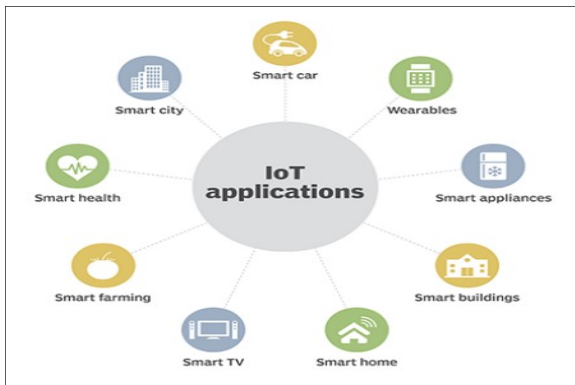 Smart car
Smart city
Wearables
IoT
applications
Smart health
Smart appliances
Smart farming
Smart buildings
Smart TV
Smart home